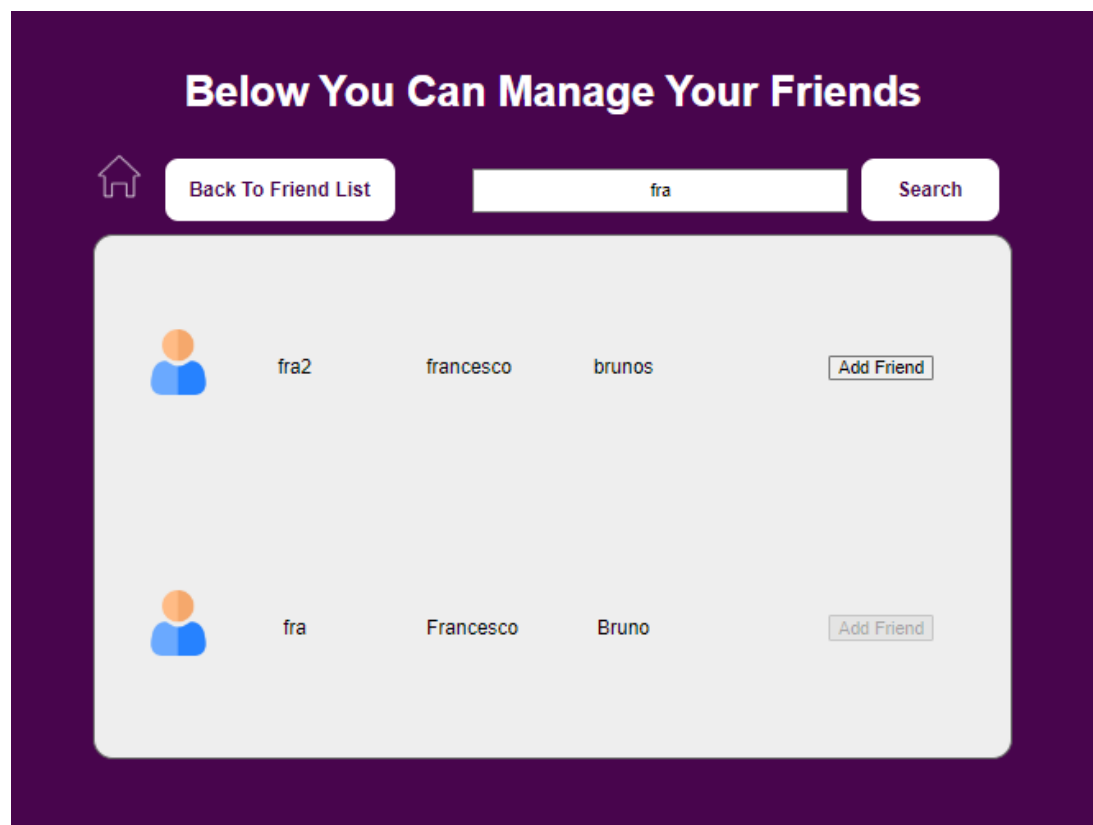 Below You Can Manage Your Friends
Back To Friend List fra Search
fra2 francesco brunos Add Friend
fra Francesco Bruno Add Friend